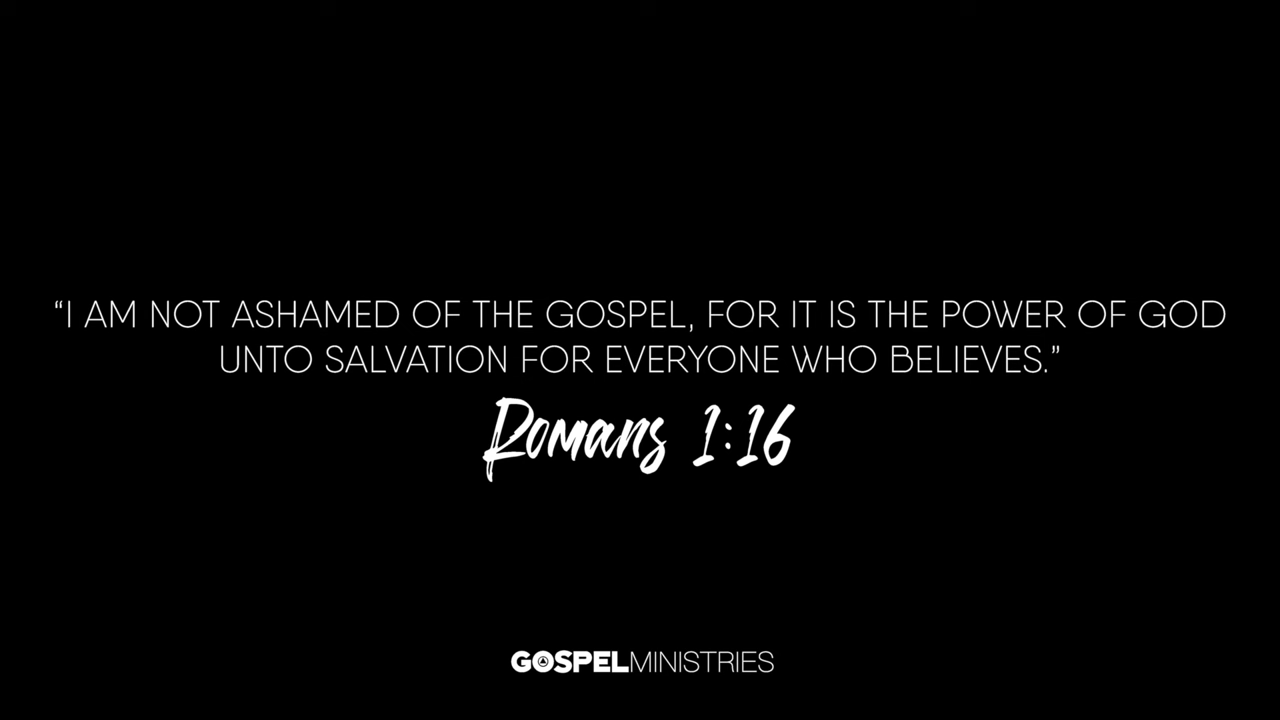 “I AM NOT ASHAMED OF THE GOSPEL, FOR IT IS THE POWER OF GOD
UNTO SALVATION FOR EVERYONE WHO BELIEVES.”
Romans 1:16
GOSPELMINISTRIES